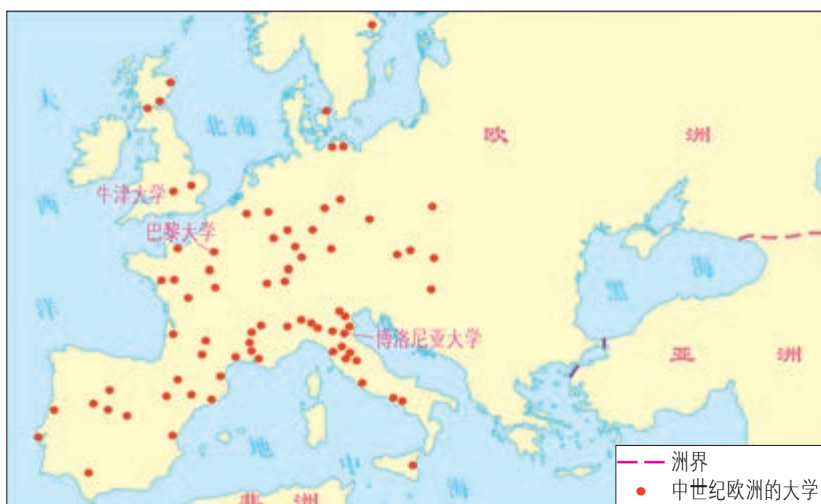 大
西
洋
北海
欧 洲
牛津大学
巴黎大学
博洛尼亚大学
黑
海
亚 洲
地
中
海
非 洲
洲界
中世纪欧洲的大学